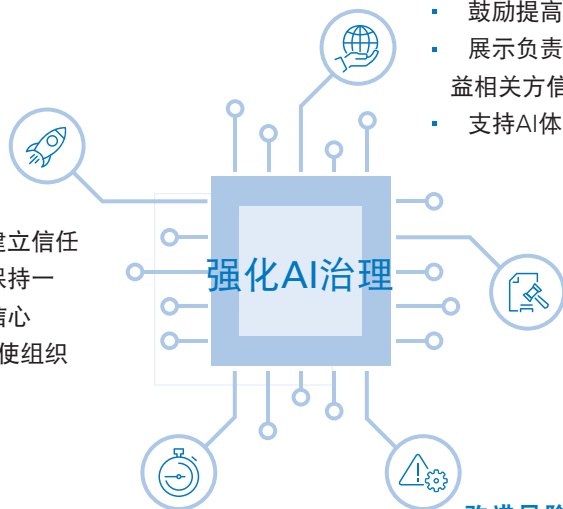 鼓励提高
展示负责
益相关方信
支持AI体
建立信任
保持一
信心
使组织
强化AI治理